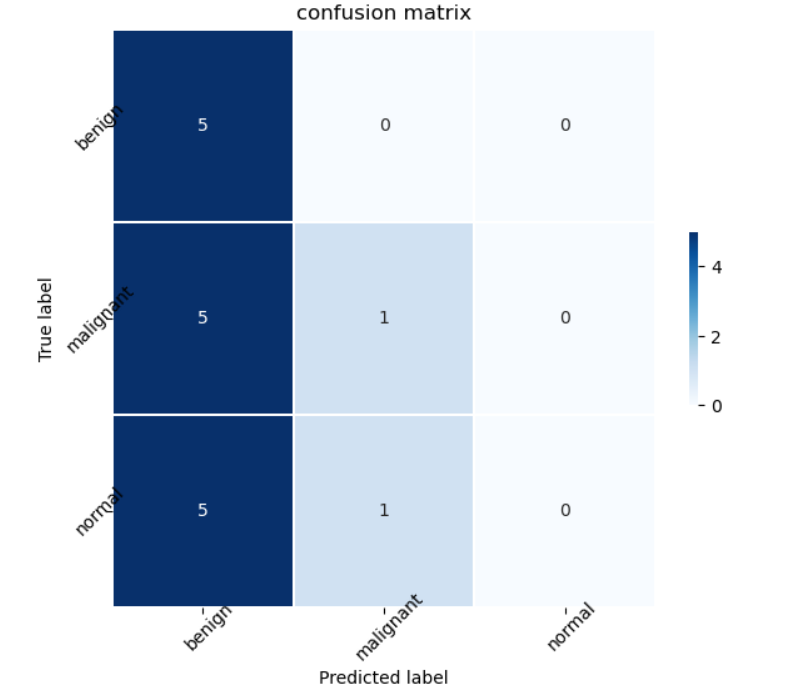 confusion matrix
benign
5 0 0
malignant
5 1 0
normal
5 1 0
True label
benign malignant normal
Predicted label
4
2
0